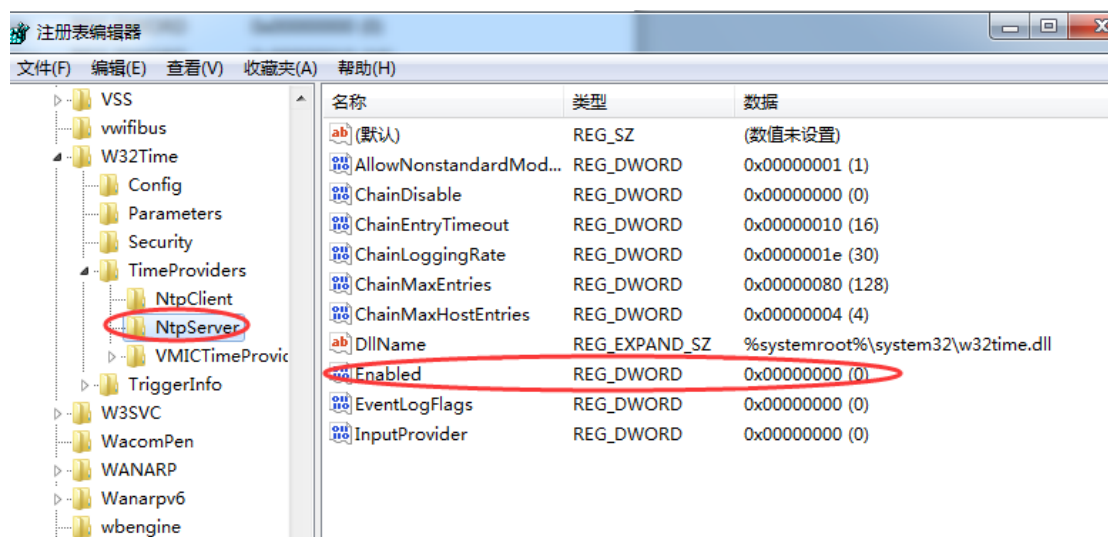 注册表编辑器
文件(F) 编辑(E) 查看(V) 收藏夹(A) 帮助(H)
VSS
vwifibus
W32Time
Config
Parameters
Security
TimeProviders
NtpClient
NtpServer
VMICTimeProvic
TriggerInfo
W3SVC
WacomPen
WANARP
Wanarpv6
wbengine
名称 类型 数据
(默认) REG_SZ (数值未设置)
AllowNonstandardMod... REG_DWORD 0x00000001 (1)
ChainDisable REG_DWORD 0x00000000 (0)
ChainEntryTimeout REG_DWORD 0x00000010 (16)
ChainLoggingRate REG_DWORD 0x0000001e (30)
ChainMaxEntries REG_DWORD 0x00000080 (128)
ChainMaxHostEntries REG_DWORD 0x00000004 (4)
DllName REG_EXPAND_SZ %systemroot%\system32\w32time.dll
Enabled REG_DWORD 0x00000000 (0)
EventLogFlags REG_DWORD 0x00000000 (0)
InputProvider REG_DWORD 0x00000000 (0)